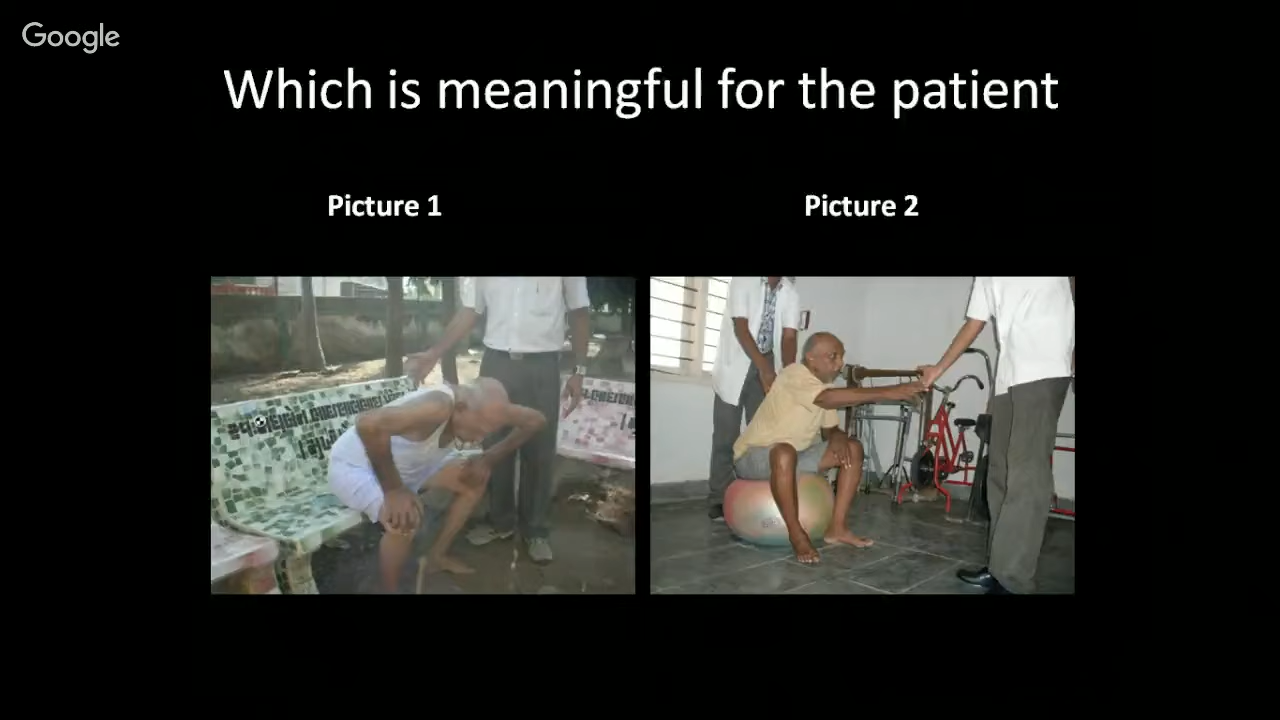 Google
Which is meaningful for the patient
Picture 1
Picture 2